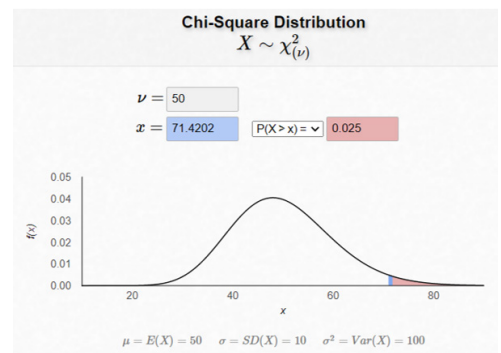 Chi-Square Distribution
X ∼ χ²₍ν₎
ν = 50
x = 71.4202 P(X > x) = 0.025
0.05
0.04
0.03
0.02
0.01
0.00
f(x)
20 40 60 80
x
μ = E(X) = 50 σ = SD(X) = 10 σ² = Var(X) = 100